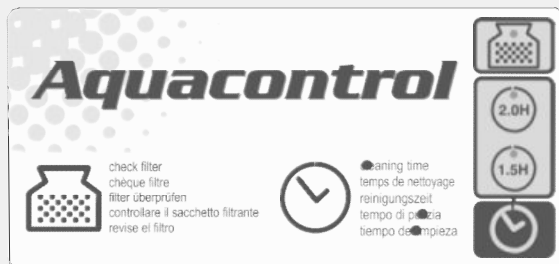 Aquacontrol
check filter
chèque filtre
filter überprüfen
controllare il sacchetto filtrante
revise el filtro
time
temps de nettoyage
reinigungszeit
tempo di
tiempo
2.0H
1.5H